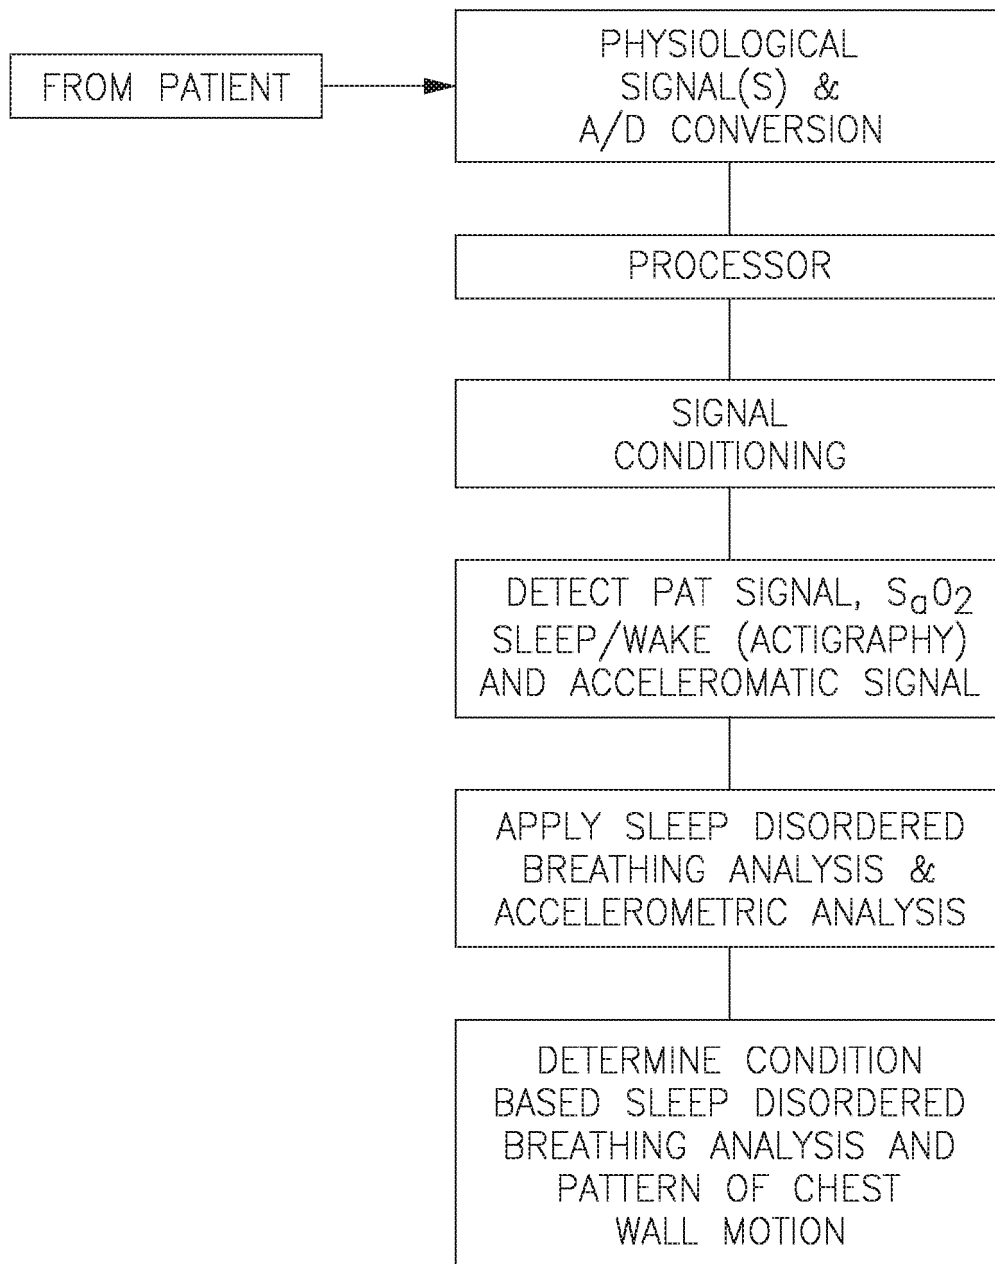 FROM PATIENT
PHYSIOLOGICAL
SIGNAL(S) &
A/D CONVERSION
PROCESSOR
SIGNAL
CONDITIONING
DETECT PAT SIGNAL, SaO2
SLEEP/WAKE (ACTIGRAPHY)
AND ACCELEROMATIC SIGNAL
APPLY SLEEP DISORDERED
BREATHING ANALYSIS &
ACCELEROMETRIC ANALYSIS
DETERMINE CONDITION
BASED SLEEP DISORDERED
BREATHING ANALYSIS AND
PATTERN OF CHEST
WALL MOTION